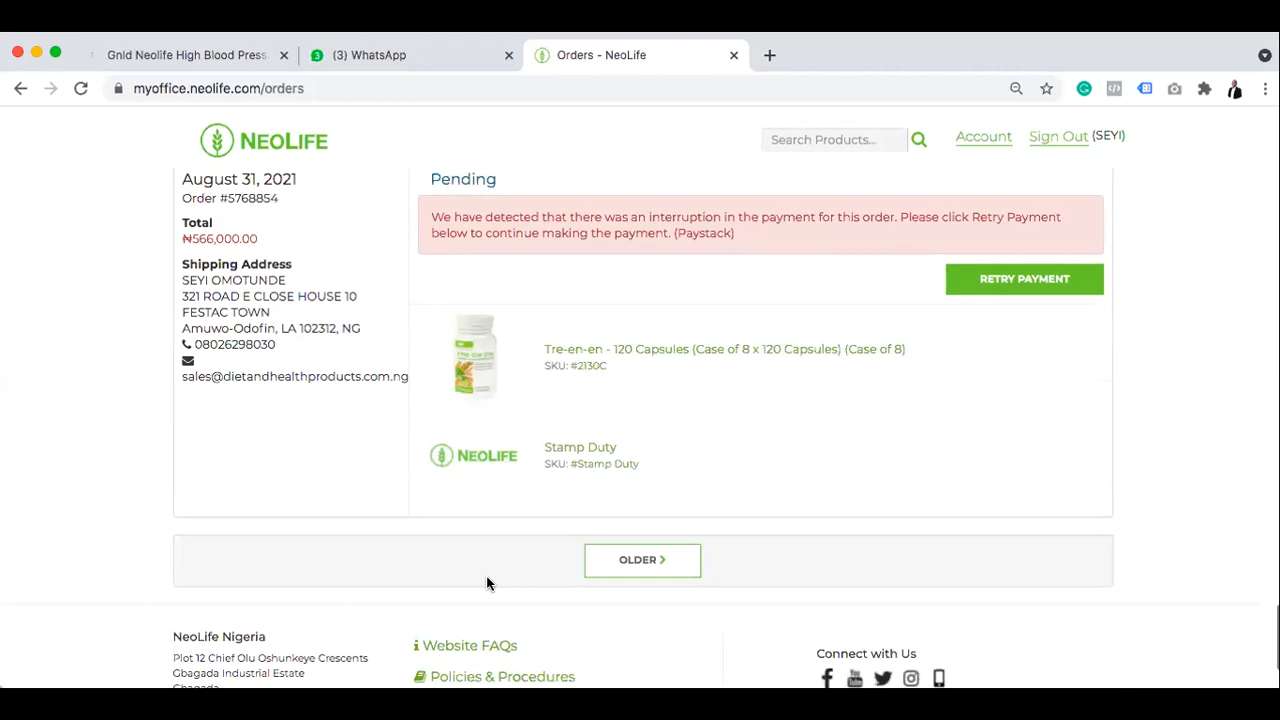 Gnld Neolife High Blood Press
(3) WhatsApp
Orders - NeoLife
myoffice.neolife.com/orders
NEOLIFE
Search Products...
Account
Sign Out (SEYI)
August 31, 2021
Order #5768854
Total
₦566,000.00
Shipping Address
SEYI OMOTUNDE
321 ROAD E CLOSE HOUSE 10
FESTAC TOWN
Amuwo-Odofin, LA 102312, NG
08026298030
sales@dietandhealthproducts.com.ng
Pending
We have detected that there was an interruption in the payment for this order. Please click Retry Payment
below to continue making the payment. (Paystack)
RETRY PAYMENT
Tre-en-en - 120 Capsules (Case of 8 x 120 Capsules) (Case of 8)
SKU: #2130C
NEOLIFE
Stamp Duty
SKU: #Stamp Duty
OLDER
NeoLife Nigeria
Plot 12 Chief Olu Oshunkeye Crescents
Gbagada Industrial Estate
Gbagada
Website FAQs
Policies & Procedures
Connect with Us